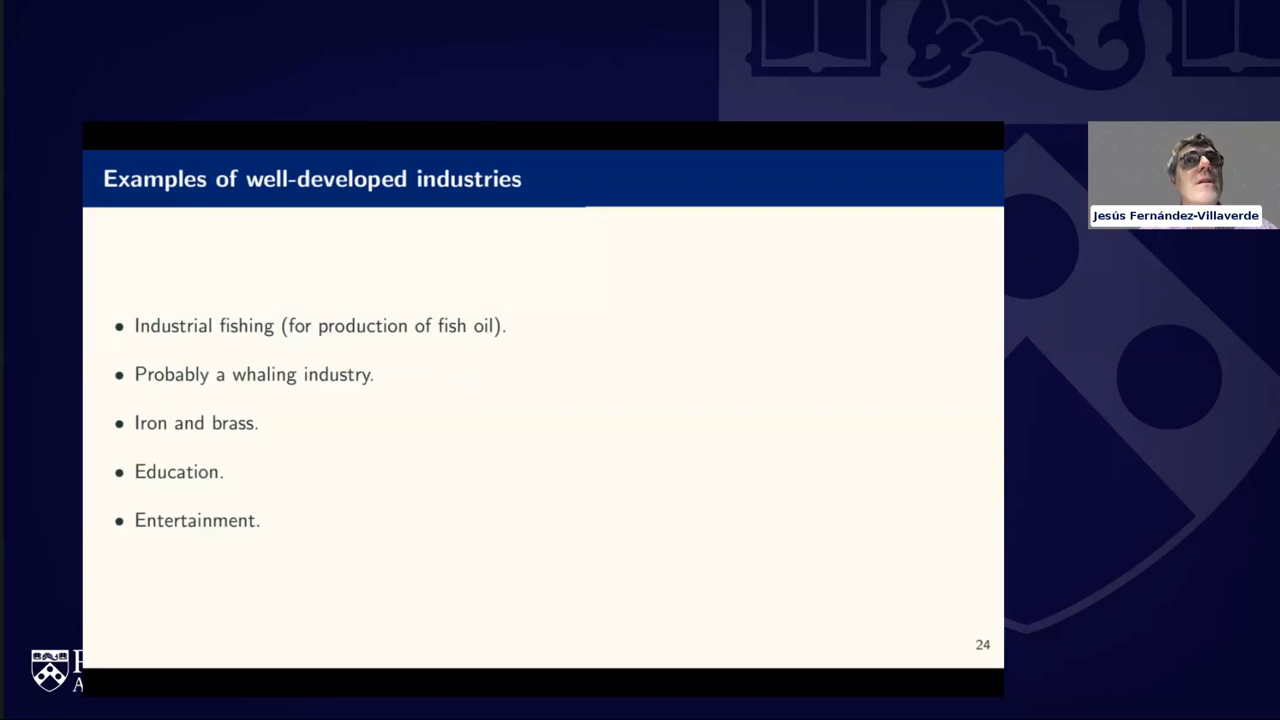 Examples of well-developed industries
Jesús Fernández-Villaverde
• Industrial fishing (for production of fish oil).
• Probably a whaling industry.
• Iron and brass.
• Education.
• Entertainment.
24